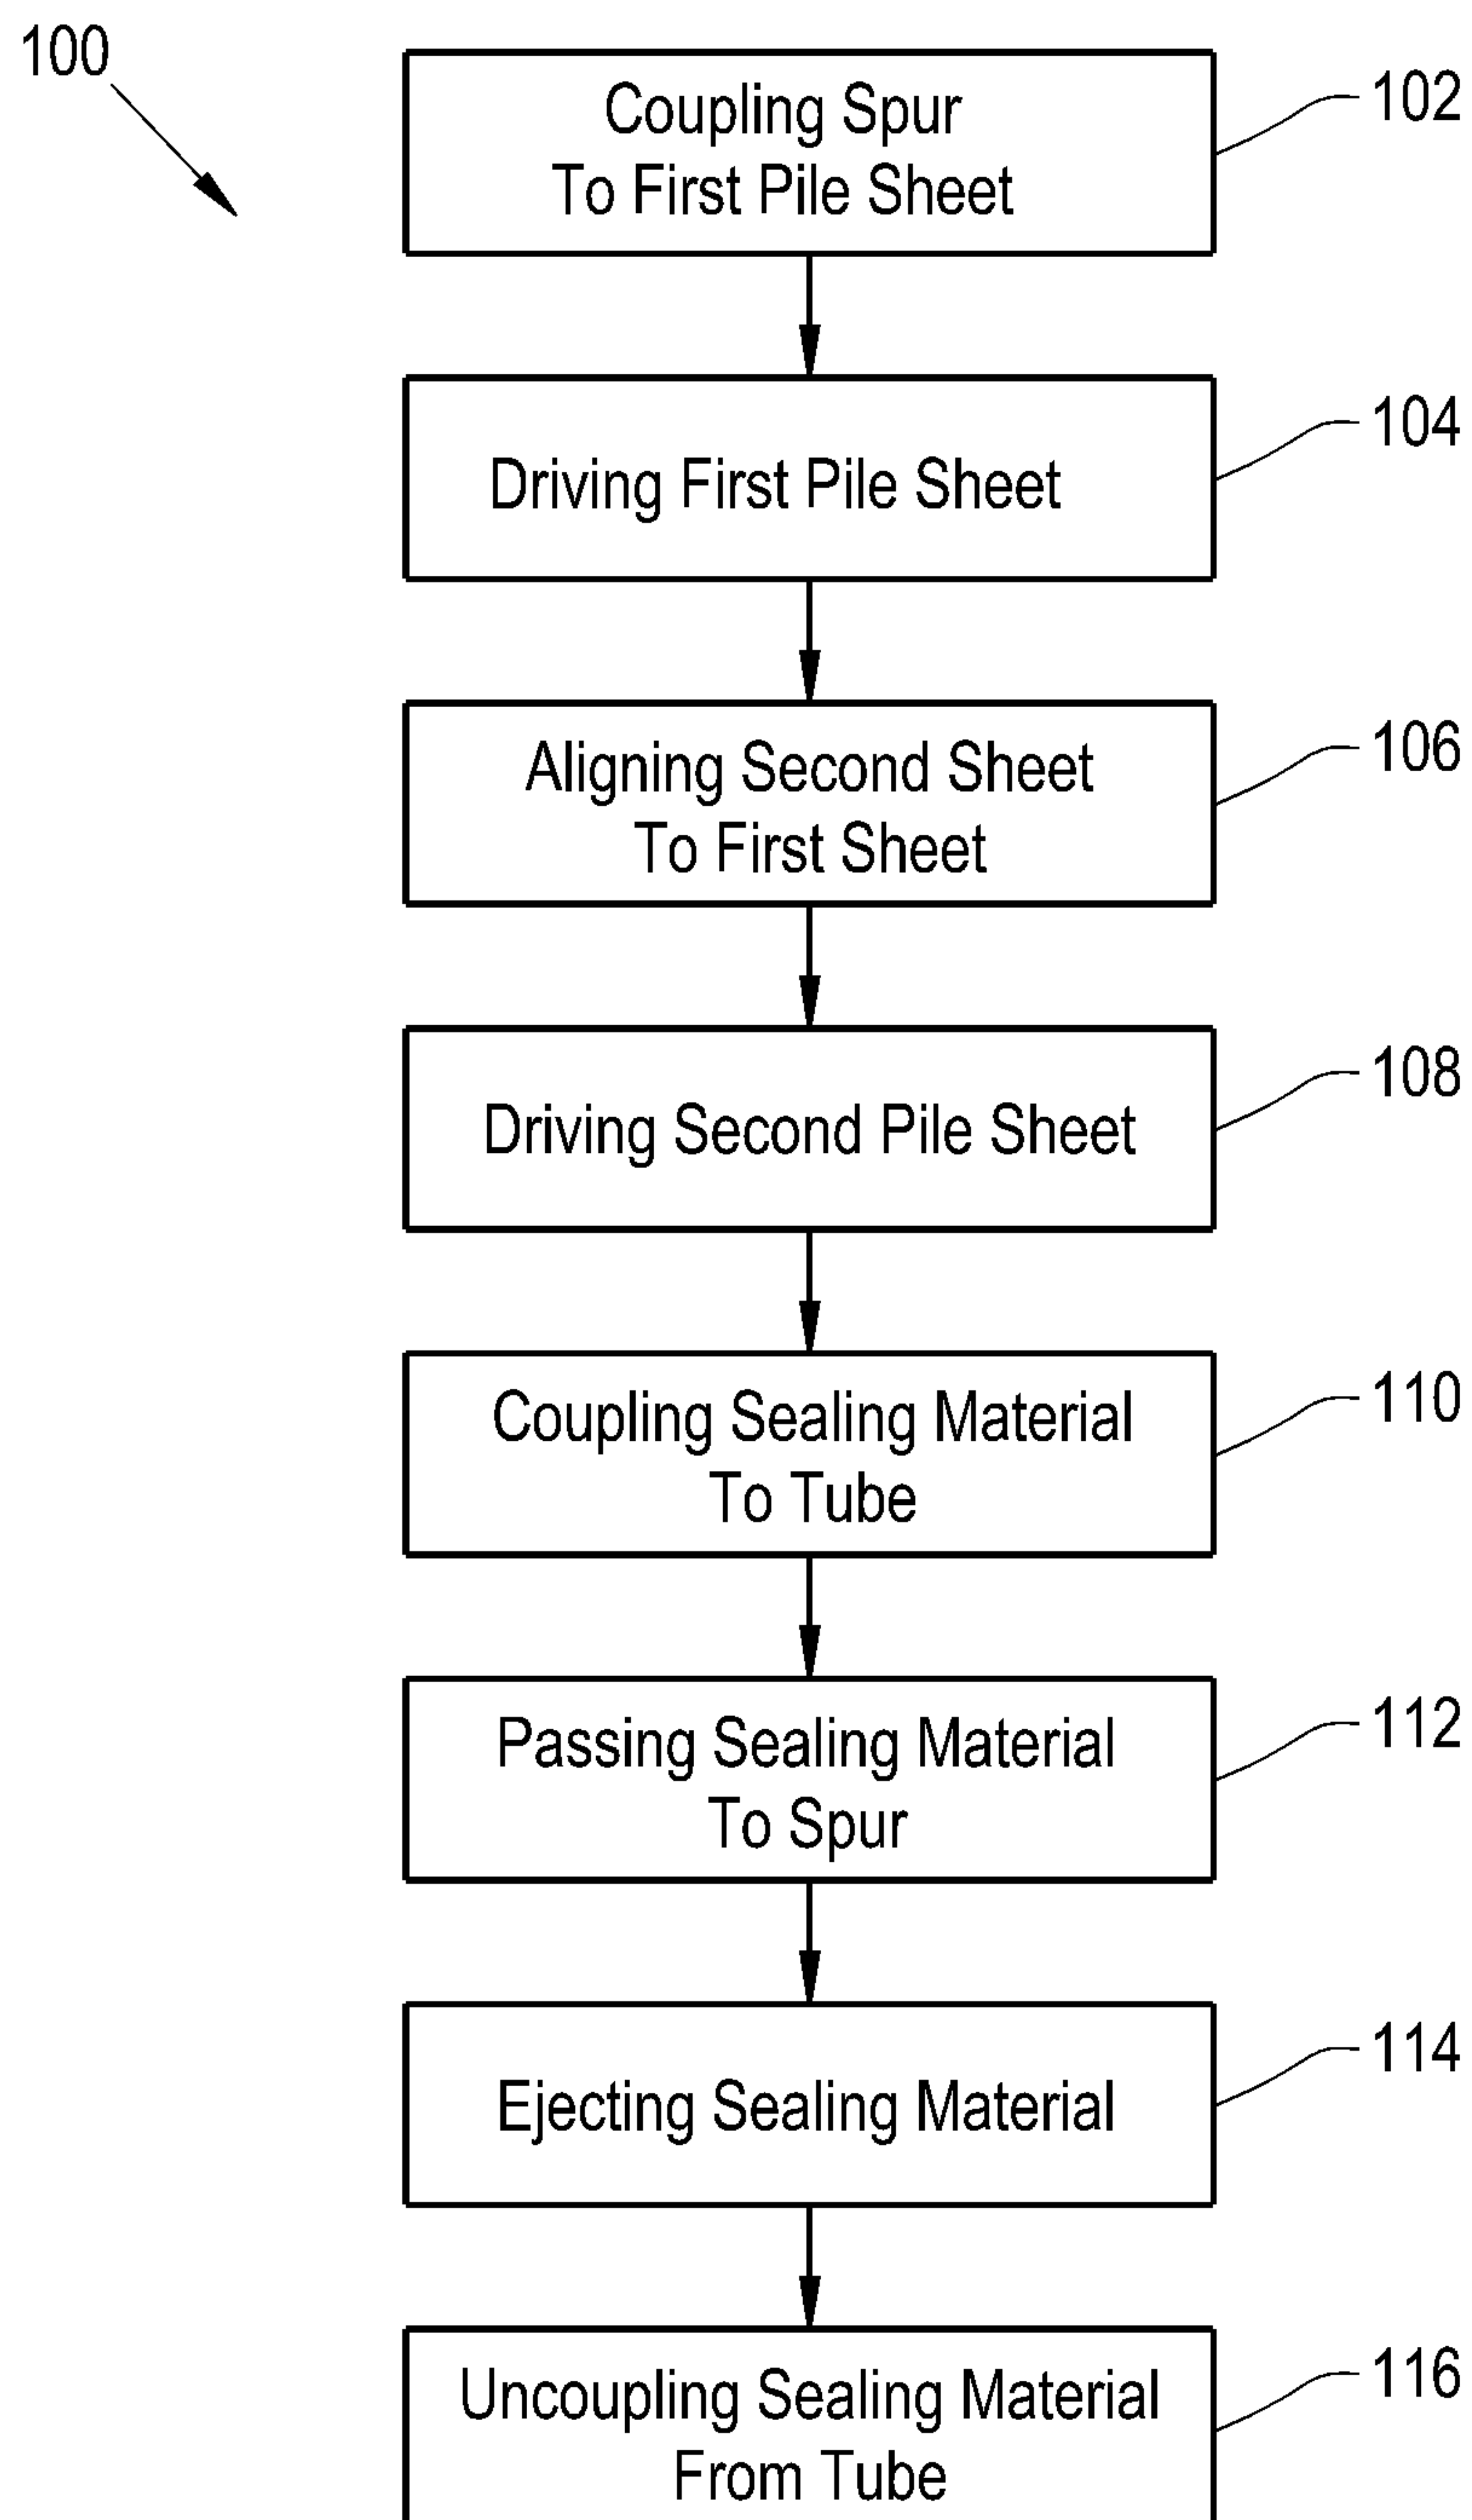 100
Coupling Spur
To First Pile Sheet
102
Driving First Pile Sheet
104
Aligning Second Sheet
To First Sheet
106
Driving Second Pile Sheet
108
Coupling Sealing Material
To Tube
110
Passing Sealing Material
To Spur
112
Ejecting Sealing Material
114
Uncoupling Sealing Material
From Tube
116